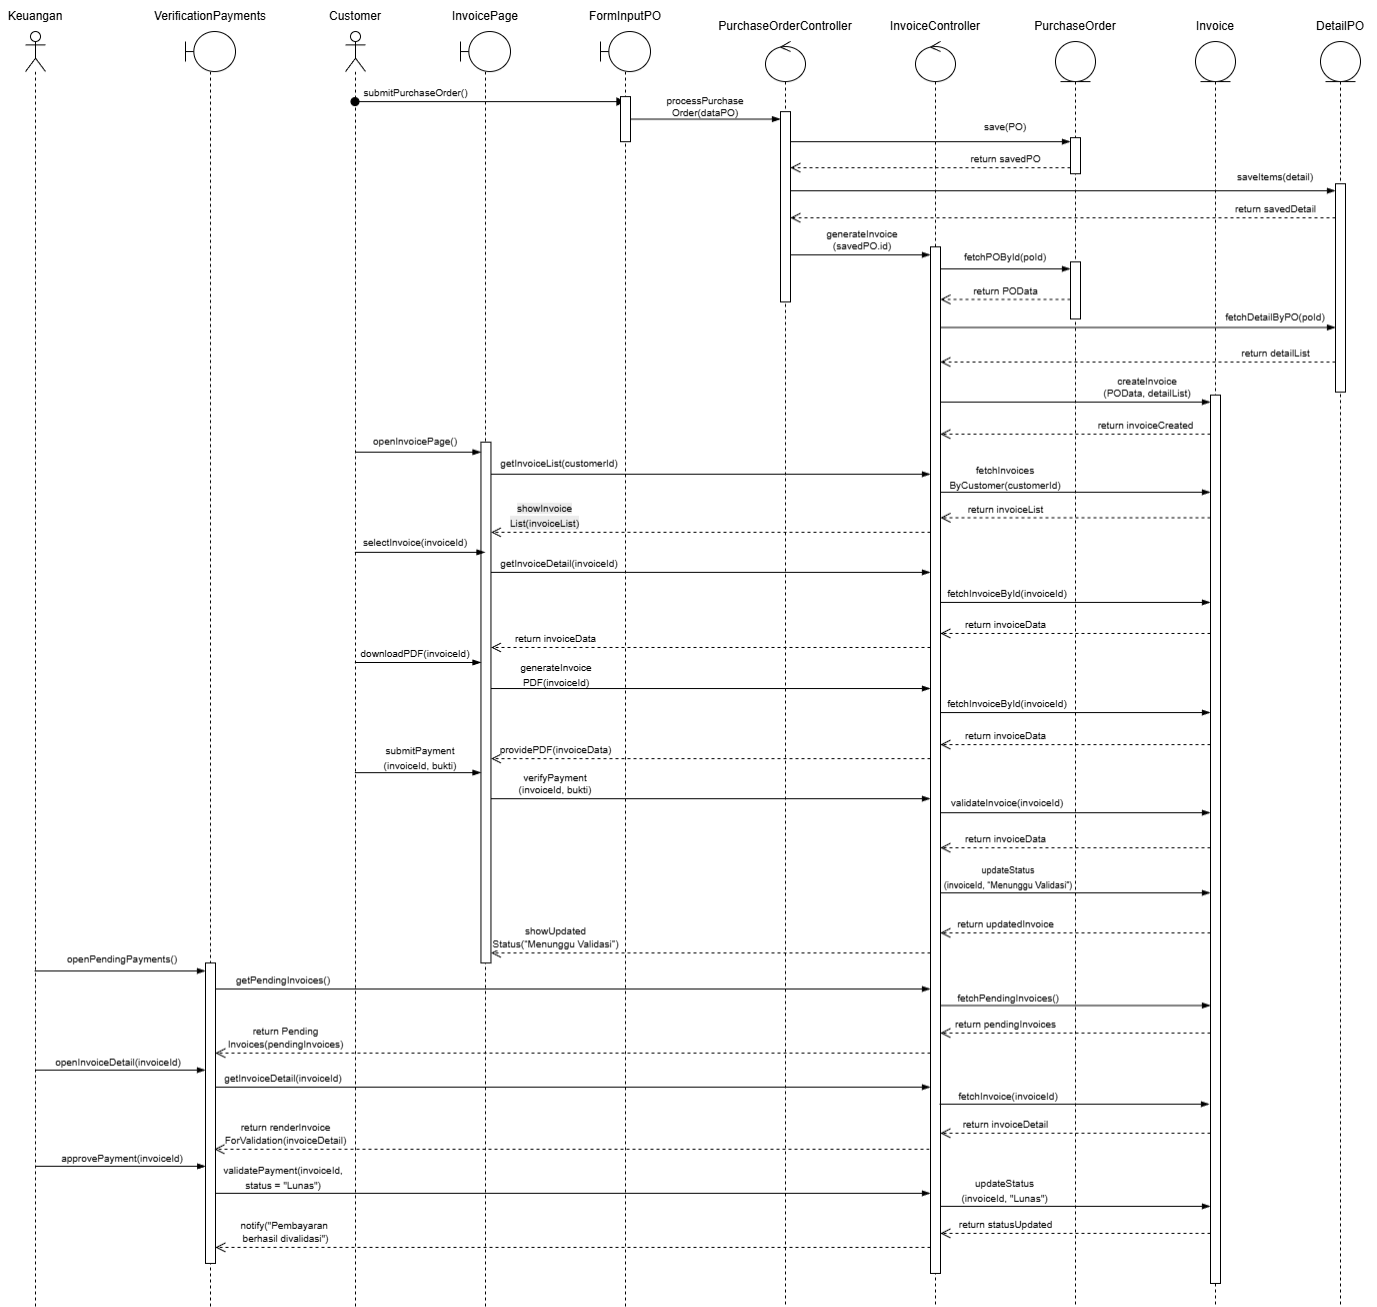 Keuangan
VerificationPayments
Customer
InvoicePage
FormInputPO
PurchaseOrderController
InvoiceController
PurchaseOrder
Invoice
DetailPO
submitPurchaseOrder()
processPurchase
Order(dataPO)
save(PO)
return savedPO
saveItems(detail)
return savedDetail
generateInvoice
(savedPO.id)
fetchPOById(poId)
return POData
fetchDetailByPO(poId)
return detailList
createInvoice
(POData, detailList)
return invoiceCreated
openInvoicePage()
getInvoiceList(customerId)
fetchInvoices
ByCustomer(customerId)
return invoiceList
showInvoice
List(invoiceList)
selectInvoice(invoiceId)
getInvoiceDetail(invoiceId)
fetchInvoiceById(invoiceId)
return invoiceData
return invoiceData
downloadPDF(invoiceId)
generateInvoice
PDF(invoiceId)
fetchInvoiceById(invoiceId)
return invoiceData
providePDF(invoiceData)
submitPayment
(invoiceId, bukti)
verifyPayment
(invoiceId, bukti)
validateInvoice(invoiceId)
return invoiceData
updateStatus
(invoiceId, "Menunggu Validasi")
return updatedInvoice
showUpdated
Status("Menunggu Validasi")
openPendingPayments()
getPendingInvoices()
fetchPendingInvoices()
return pendingInvoices
return Pending
Invoices(pendingInvoices)
openInvoiceDetail(invoiceId)
getInvoiceDetail(invoiceId)
fetchInvoice(invoiceId)
return invoiceDetail
return renderInvoice
ForValidation(invoiceDetail)
approvePayment(invoiceId)
validatePayment(invoiceId,
status = "Lunas")
updateStatus
(invoiceId, "Lunas")
return statusUpdated
notify("Pembayaran
berhasil divalidasi")